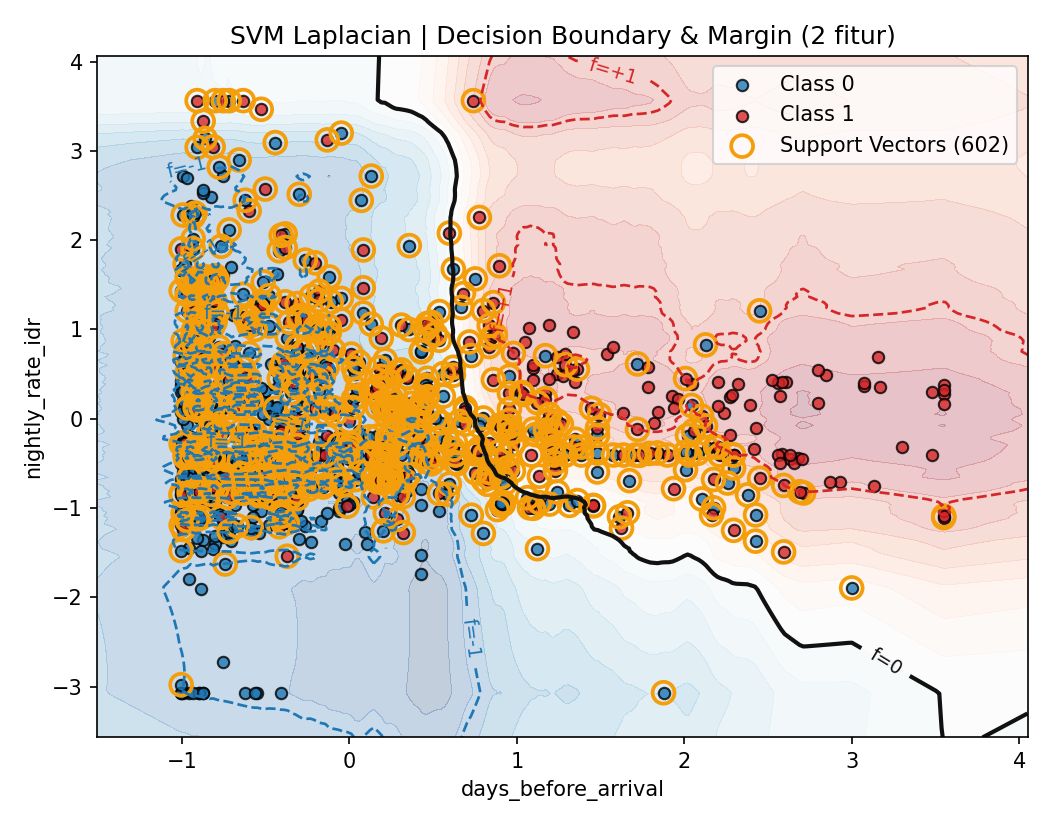 SVM Laplacian | Decision Boundary & Margin (2 fitur)
Class 0
Class 1
Support Vectors (602)
f=+1
f=-1
f=-1
f=0
nightly_rate_idr
4
3
2
1
0
−1
−2
−3
−1
0
1
2
3
4
days_before_arrival